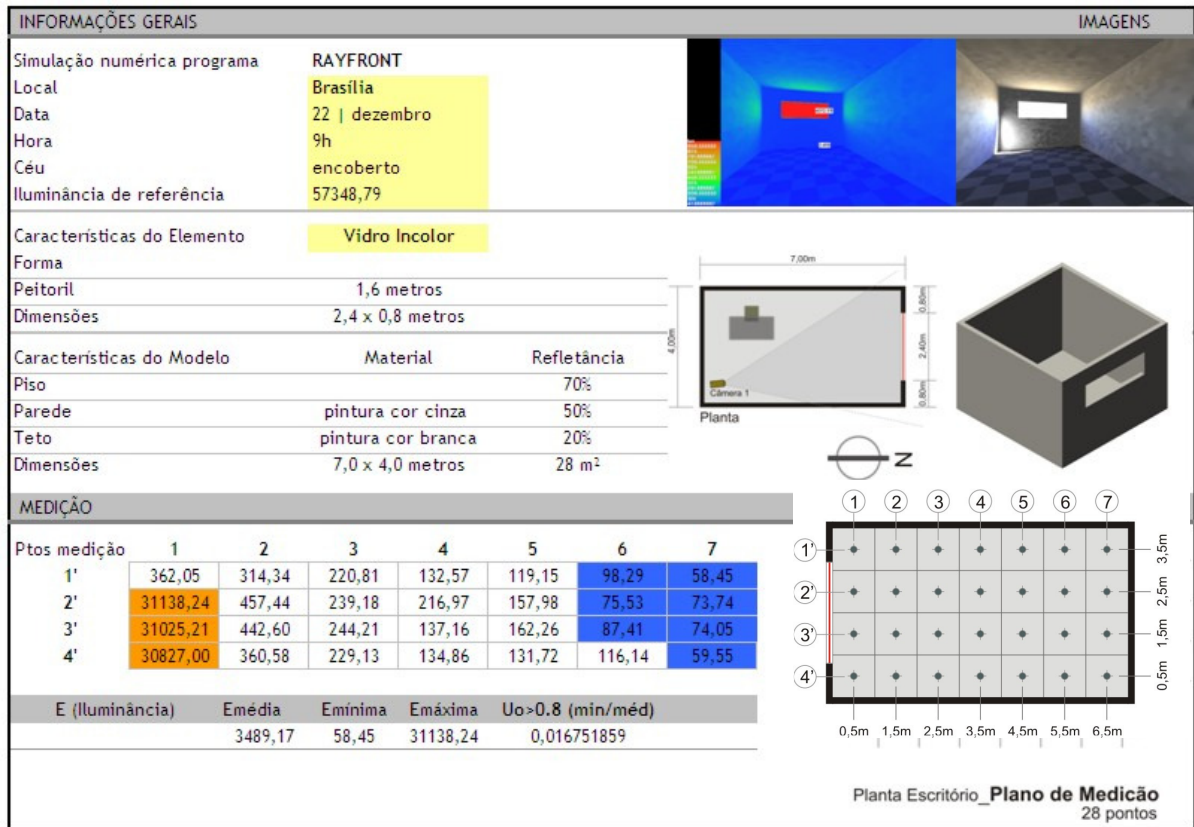 INFORMAÇÕES GERAIS IMAGENS
Simulação numérica programa RAYFRONT
Local Brasília
Data 22 | dezembro
Hora 9h
Céu encoberto
Iluminância de referência 57348,79
Características do Elemento Vidro Incolor
Forma
Peitoril 1,6 metros
Dimensões 2,4 x 0,8 metros
Características do Modelo Material Refletância
Piso 70%
Parede pintura cor cinza 50%
Teto pintura cor branca 20%
Dimensões 7,0 x 4,0 metros 28 m²
7,00m
4,00m
0,80m
2,40m
0,80m
Câmera 1
Planta
N
MEDIÇÃO
Ptos medição 1 2 3 4 5 6 7
1' 362,05 314,34 220,81 132,57 119,15 98,29 58,45
2' 31138,24 457,44 239,18 216,97 157,98 75,53 73,74
3' 31025,21 442,60 244,21 137,16 162,26 87,41 74,05
4' 30827,00 360,58 229,13 134,86 131,72 116,14 59,55
E (Iluminância) Emédia Emínima Emáxima Uo>0.8 (min/méd)
3489,17 58,45 31138,24 0,016751859
1 2 3 4 5 6 7
1' 3,5m
2' 2,5m
3' 1,5m
4' 0,5m
0,5m 1,5m 2,5m 3,5m 4,5m 5,5m 6,5m
Planta Escritório_Plano de Medicão
28 pontos